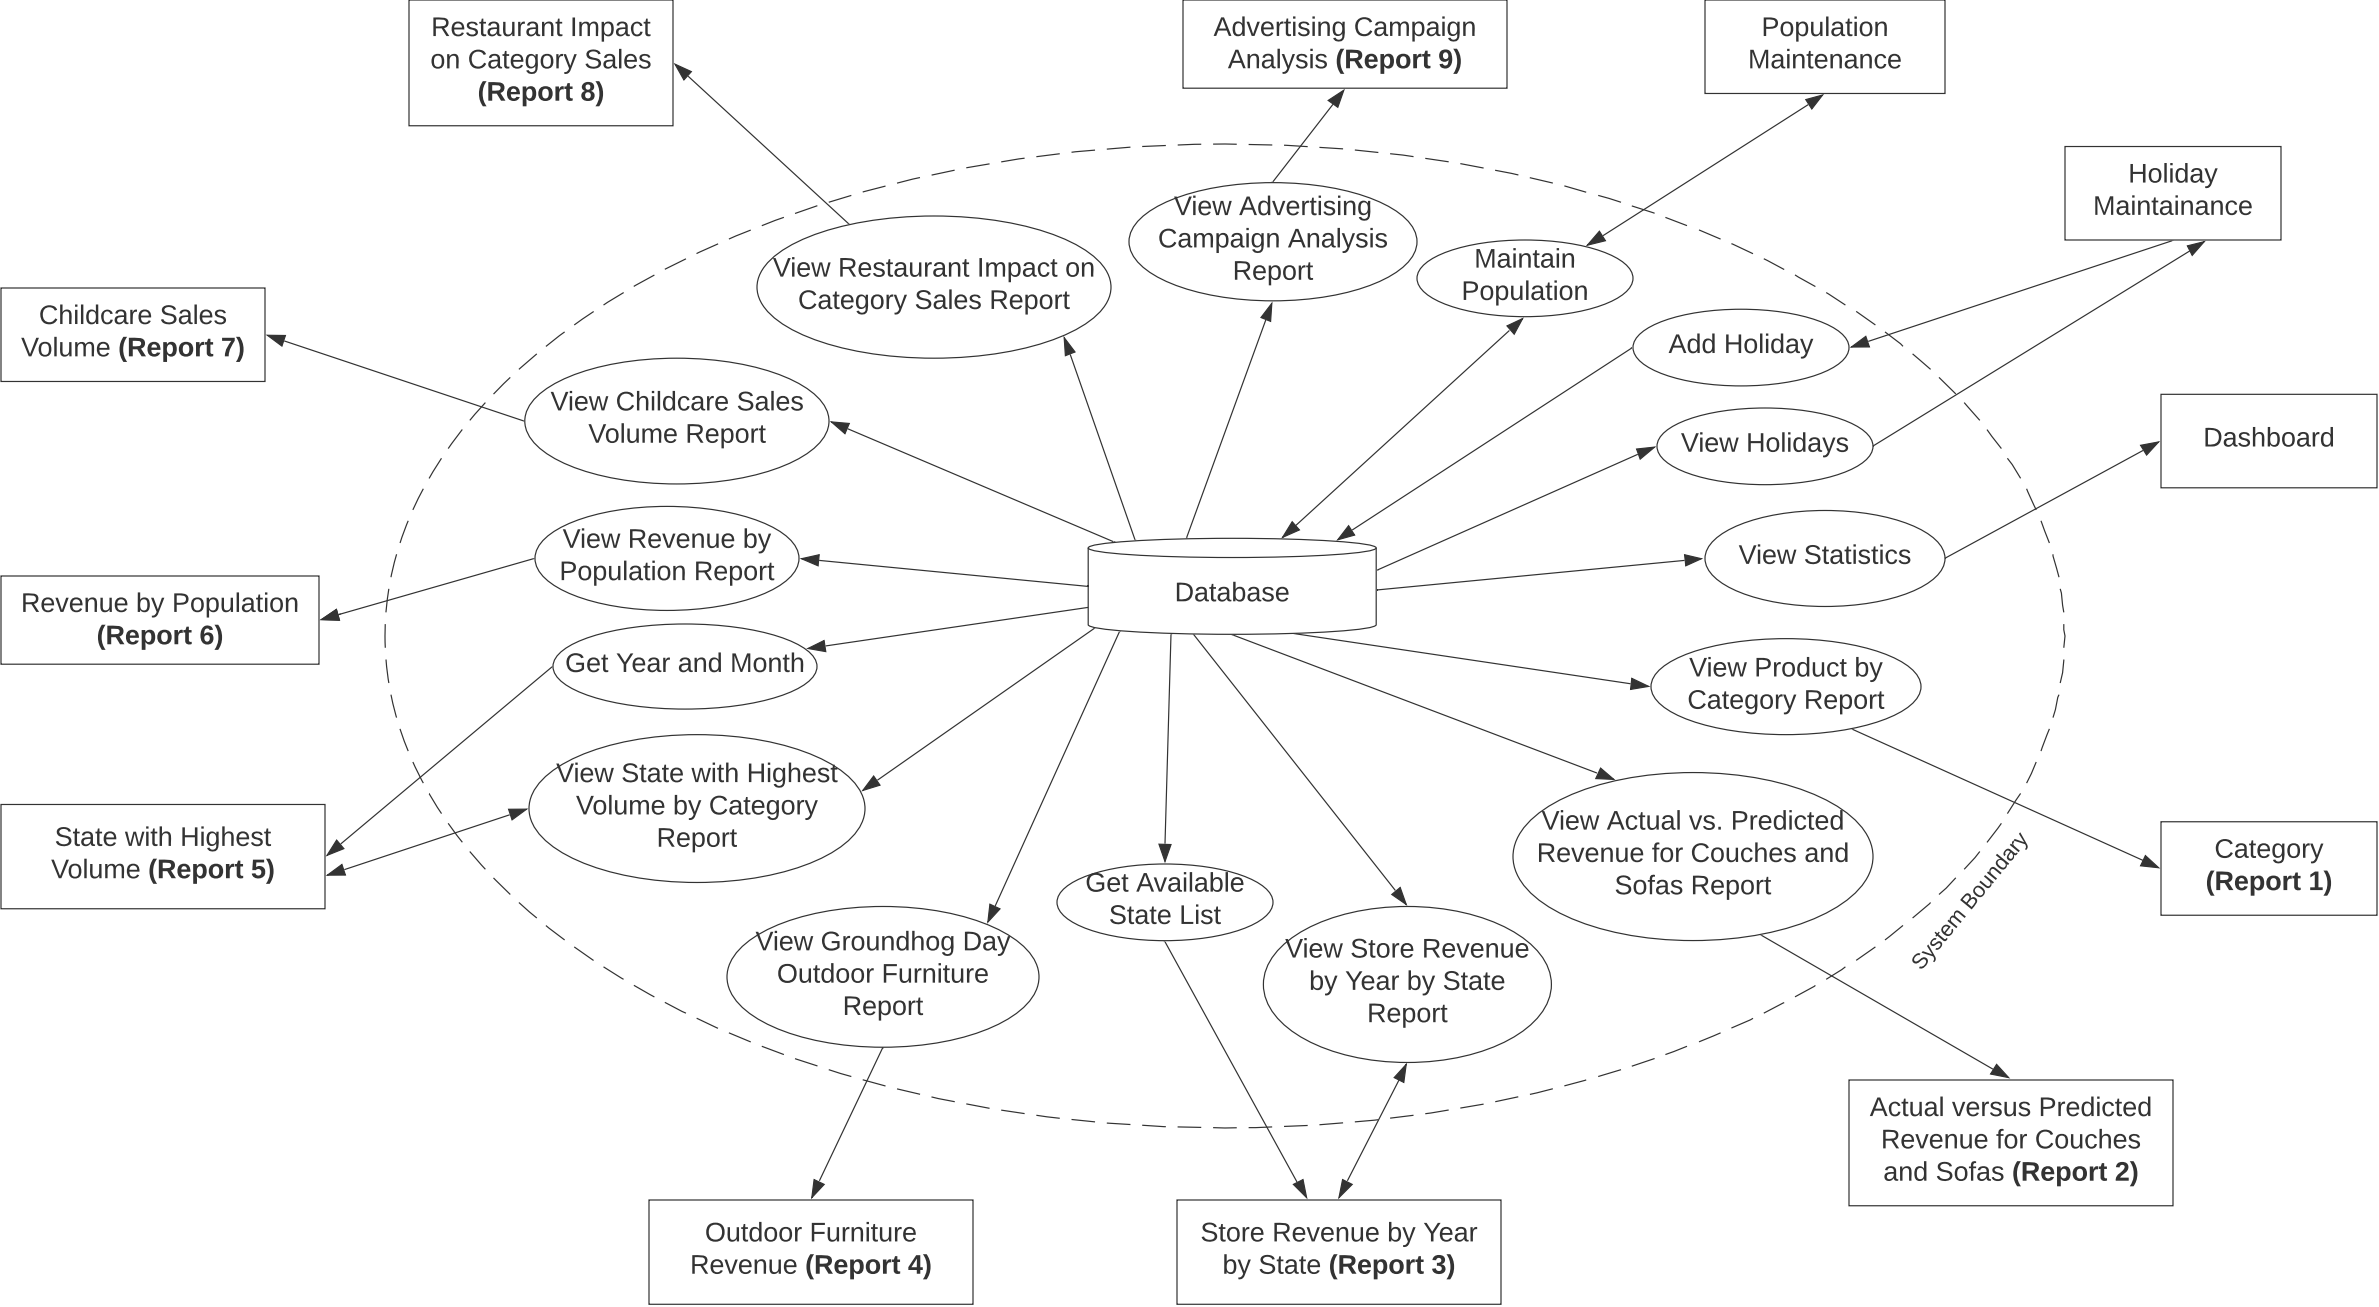 Restaurant Impact
on Category Sales
(Report 8)
Advertising Campaign
Analysis (Report 9)
Population
Maintenance
Holiday
Maintainance
View Advertising
Campaign Analysis
Report
View Restaurant Impact on
Category Sales Report
Maintain
Population
Childcare Sales
Volume (Report 7)
Add Holiday
View Childcare Sales
Volume Report
View Holidays
Dashboard
View Revenue by
Population Report
View Statistics
Database
Revenue by Population
(Report 6)
Get Year and Month
View Product by
Category Report
View State with Highest
Volume by Category
Report
State with Highest
Volume (Report 5)
View Actual vs. Predicted
Revenue for Couches and
Sofas Report
System Boundary
Category
(Report 1)
Get Available
State List
View Groundhog Day
Outdoor Furniture
Report
View Store Revenue
by Year by State
Report
Actual versus Predicted
Revenue for Couches
and Sofas (Report 2)
Outdoor Furniture
Revenue (Report 4)
Store Revenue by Year
by State (Report 3)